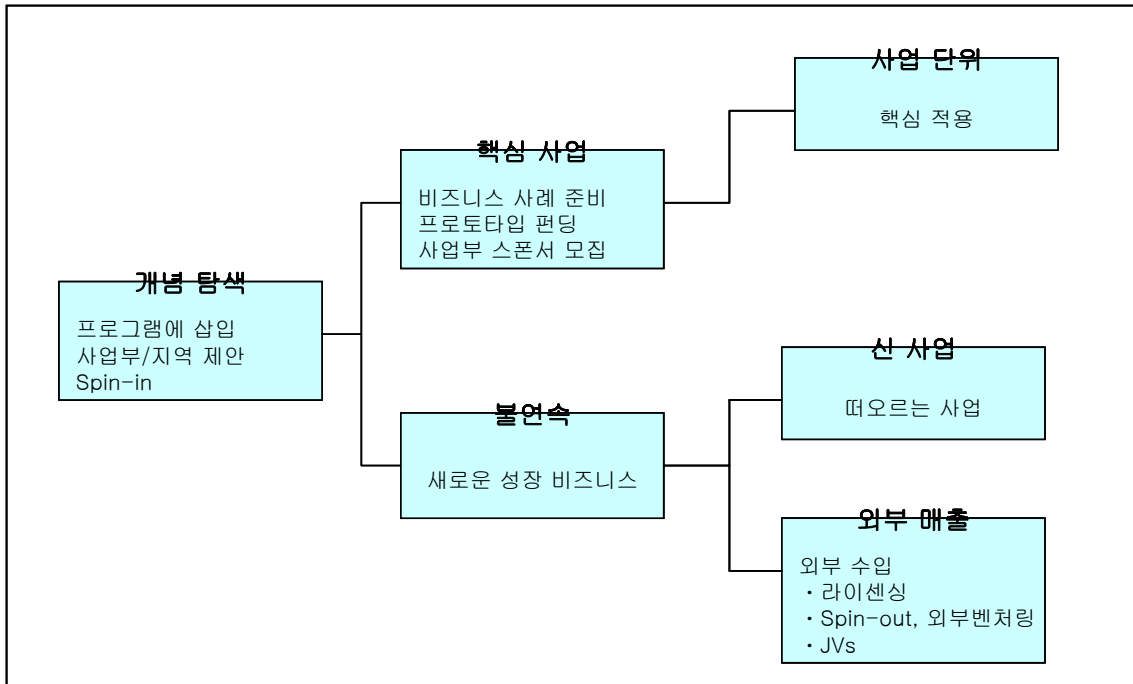 개념 탐색
프로그램에 삽입
사업부/지역 제안
Spin-in
핵심 사업
비즈니스 사례 준비
프로토타입 펀딩
사업부 스폰서 모집
불연속
새로운 성장 비즈니스
사업 단위
핵심 적용
신 사업
떠오르는 사업
외부 매출
외부 수입
・라이센싱
・Spin-out, 외부벤처링
・JVs